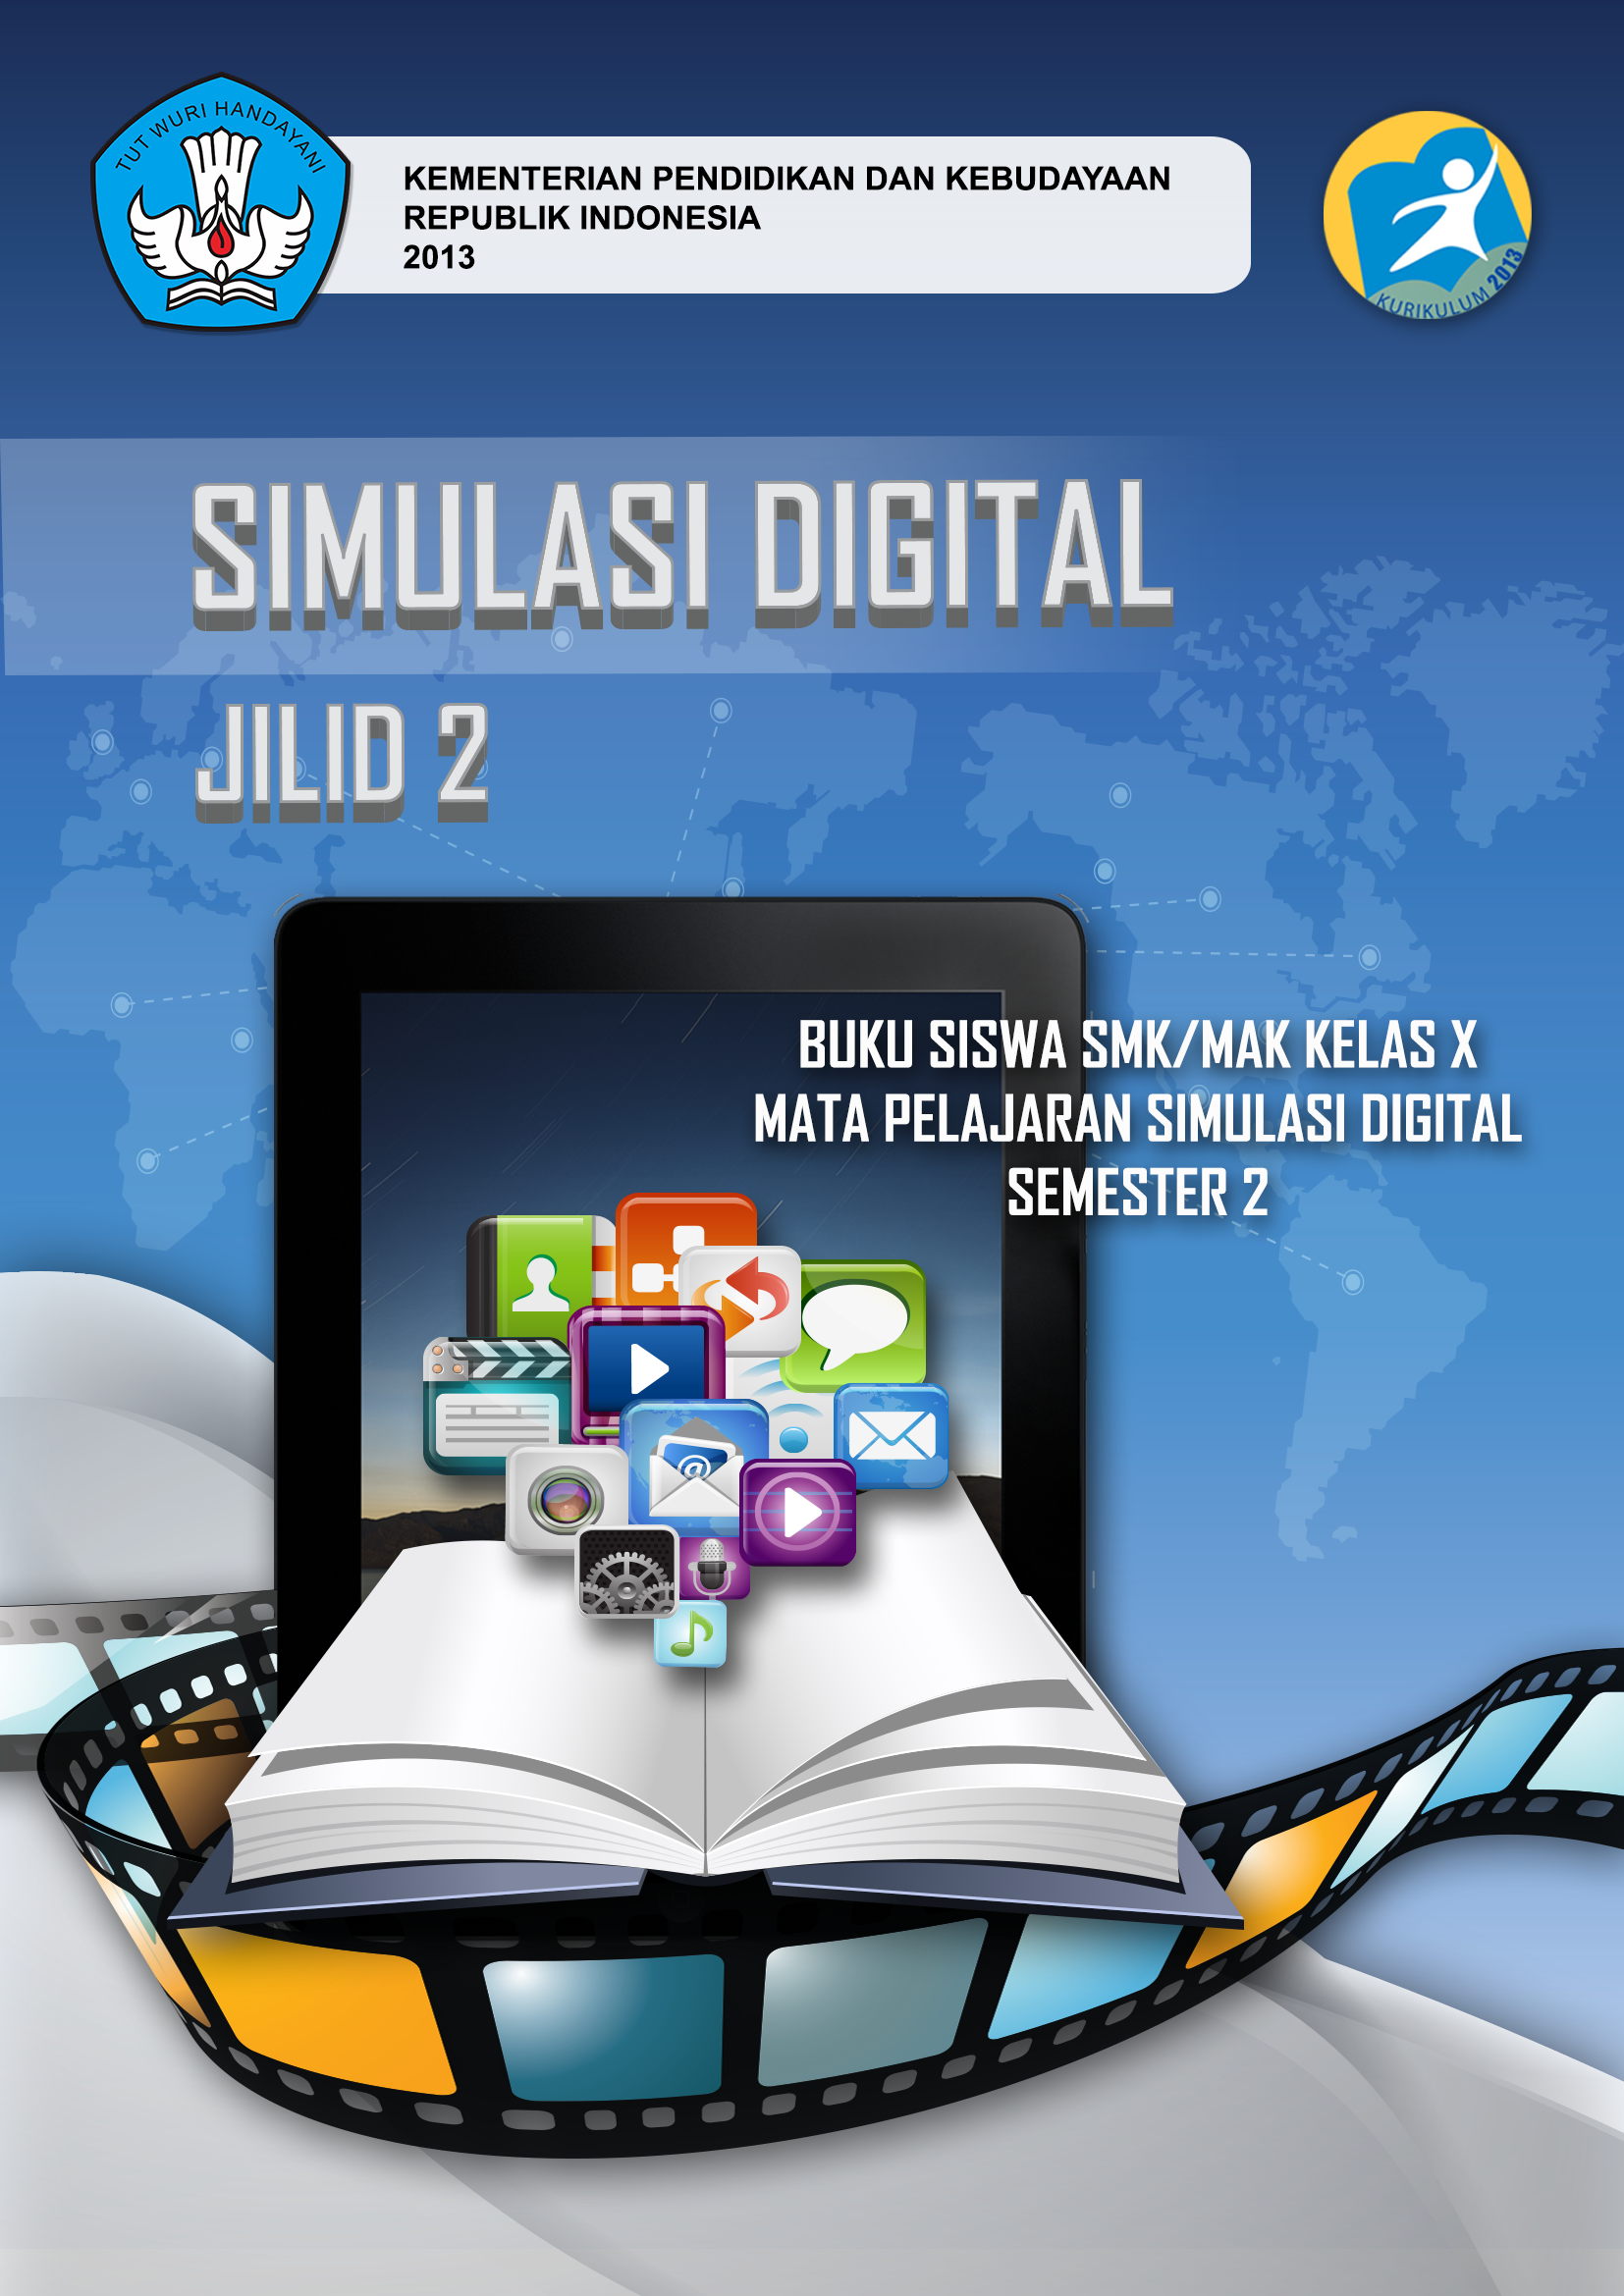 TUT WURI HANDAYANI
KEMENTERIAN PENDIDIKAN DAN KEBUDAYAAN
REPUBLIK INDONESIA
2013
KURIKULUM 2013
SIMULASI DIGITAL
JILID 2
BUKU SISWA SMK/MAK KELAS X
MATA PELAJARAN SIMULASI DIGITAL
SEMESTER 2
@